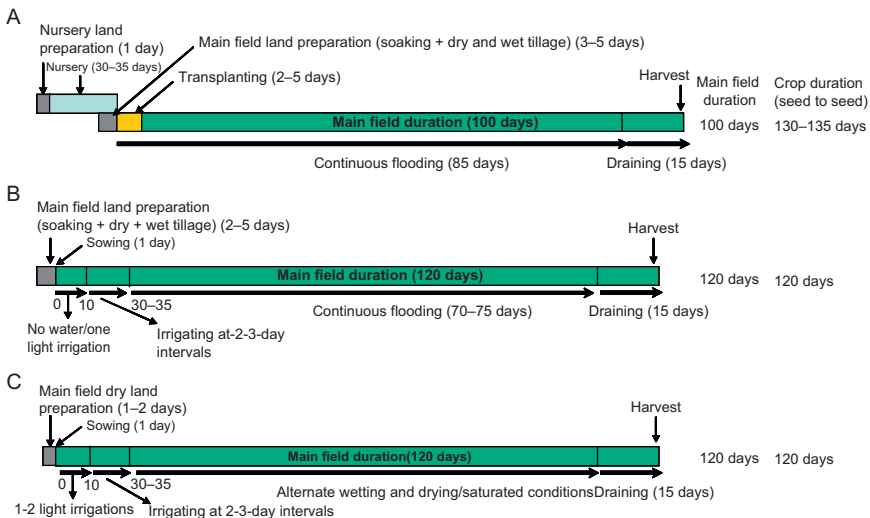 A
Nursery land
preparation (1 day)
Nursery (30–35 days)
Main field land preparation (soaking + dry and wet tillage) (3–5 days)
Transplanting (2–5 days)
Harvest
Main field
duration
Crop duration
(seed to seed)
Main field duration (100 days)
100 days
130–135 days
Continuous flooding (85 days)
Draining (15 days)
B
Main field land preparation
(soaking + dry + wet tillage) (2–5 days)
Sowing (1 day)
Harvest
Main field duration (120 days)
120 days
120 days
0
10
30–35
Continuous flooding (70–75 days)
Draining (15 days)
No water/one
light irrigation
Irrigating at-2-3-day
intervals
C
Main field dry land
preparation (1–2 days)
Sowing (1 day)
Harvest
Main field duration(120 days)
120 days
120 days
0
10
30–35
Alternate wetting and drying/saturated conditions
Draining (15 days)
1-2 light irrigations
Irrigating at 2-3-day intervals